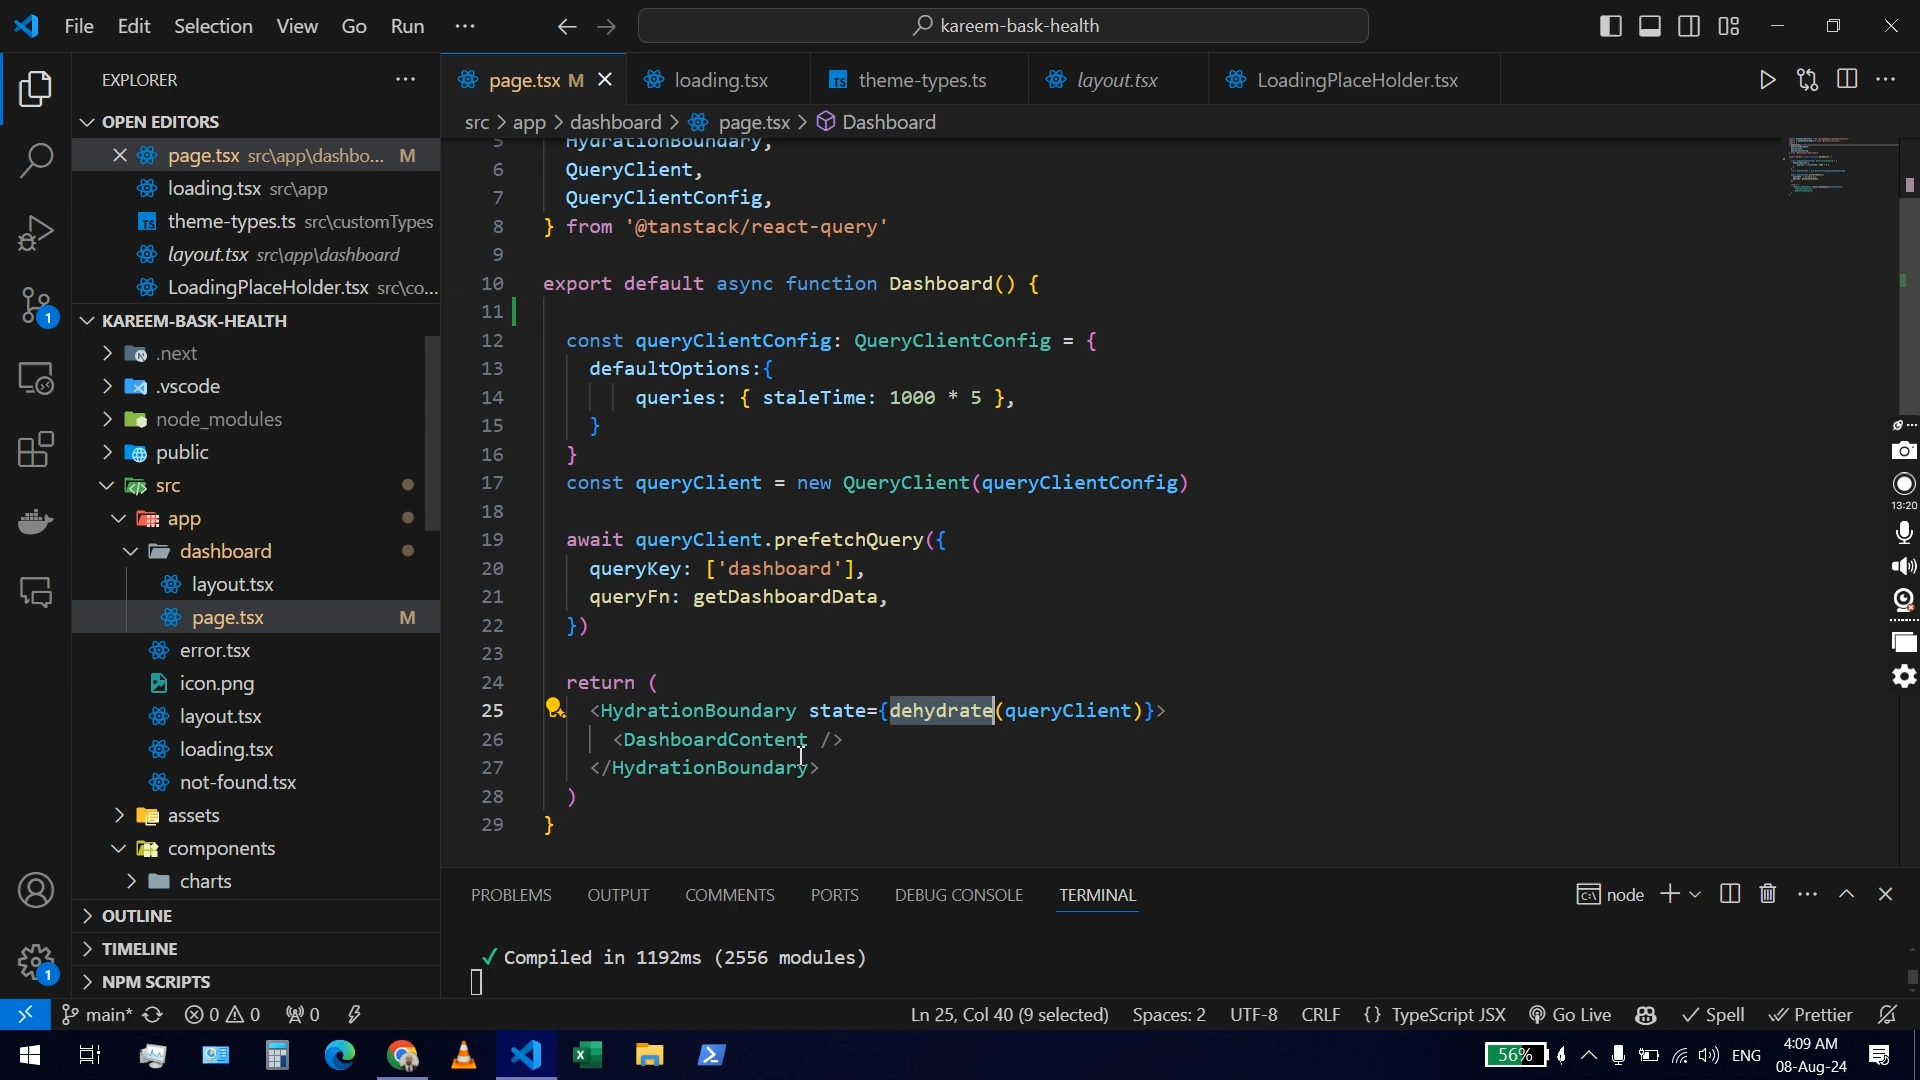 File Edit Selection View Go Run ···
kareem-bask-health
EXPLORER
OPEN EDITORS
page.tsx src\app\dashbo... M
loading.tsx src\app
theme-types.ts src\customTypes
layout.tsx src\app\dashboard
LoadingPlaceHolder.tsx src\co...
KAREEM-BASK-HEALTH
.next
.vscode
node_modules
public
src
app
dashboard
layout.tsx
page.tsx M
error.tsx
icon.png
layout.tsx
loading.tsx
not-found.tsx
assets
components
charts
OUTLINE
TIMELINE
NPM SCRIPTS
page.tsx M
loading.tsx
theme-types.ts
layout.tsx
LoadingPlaceHolder.tsx
src > app > dashboard > page.tsx > Dashboard
5 HydrationBoundary,
6 QueryClient,
7 QueryClientConfig,
8 } from '@tanstack/react-query'
9
10 export default async function Dashboard() {
11
12 const queryClientConfig: QueryClientConfig = {
13 defaultOptions:{
14 queries: { staleTime: 1000 * 5 },
15 }
16 }
17 const queryClient = new QueryClient(queryClientConfig)
18
19 await queryClient.prefetchQuery({
20 queryKey: ['dashboard'],
21 queryFn: getDashboardData,
22 })
23
24 return (
25 <HydrationBoundary state={dehydrate(queryClient)}>
26 <DashboardContent />
27 </HydrationBoundary>
28 )
29 }
13:20
PROBLEMS OUTPUT COMMENTS PORTS DEBUG CONSOLE TERMINAL
node
✓ Compiled in 1192ms (2556 modules)
1
1
main* 0 0 0
Ln 25, Col 40 (9 selected) Spaces: 2 UTF-8 CRLF {} TypeScript JSX Go Live Spell Prettier
56% ENG
4:09 AM
08-Aug-24